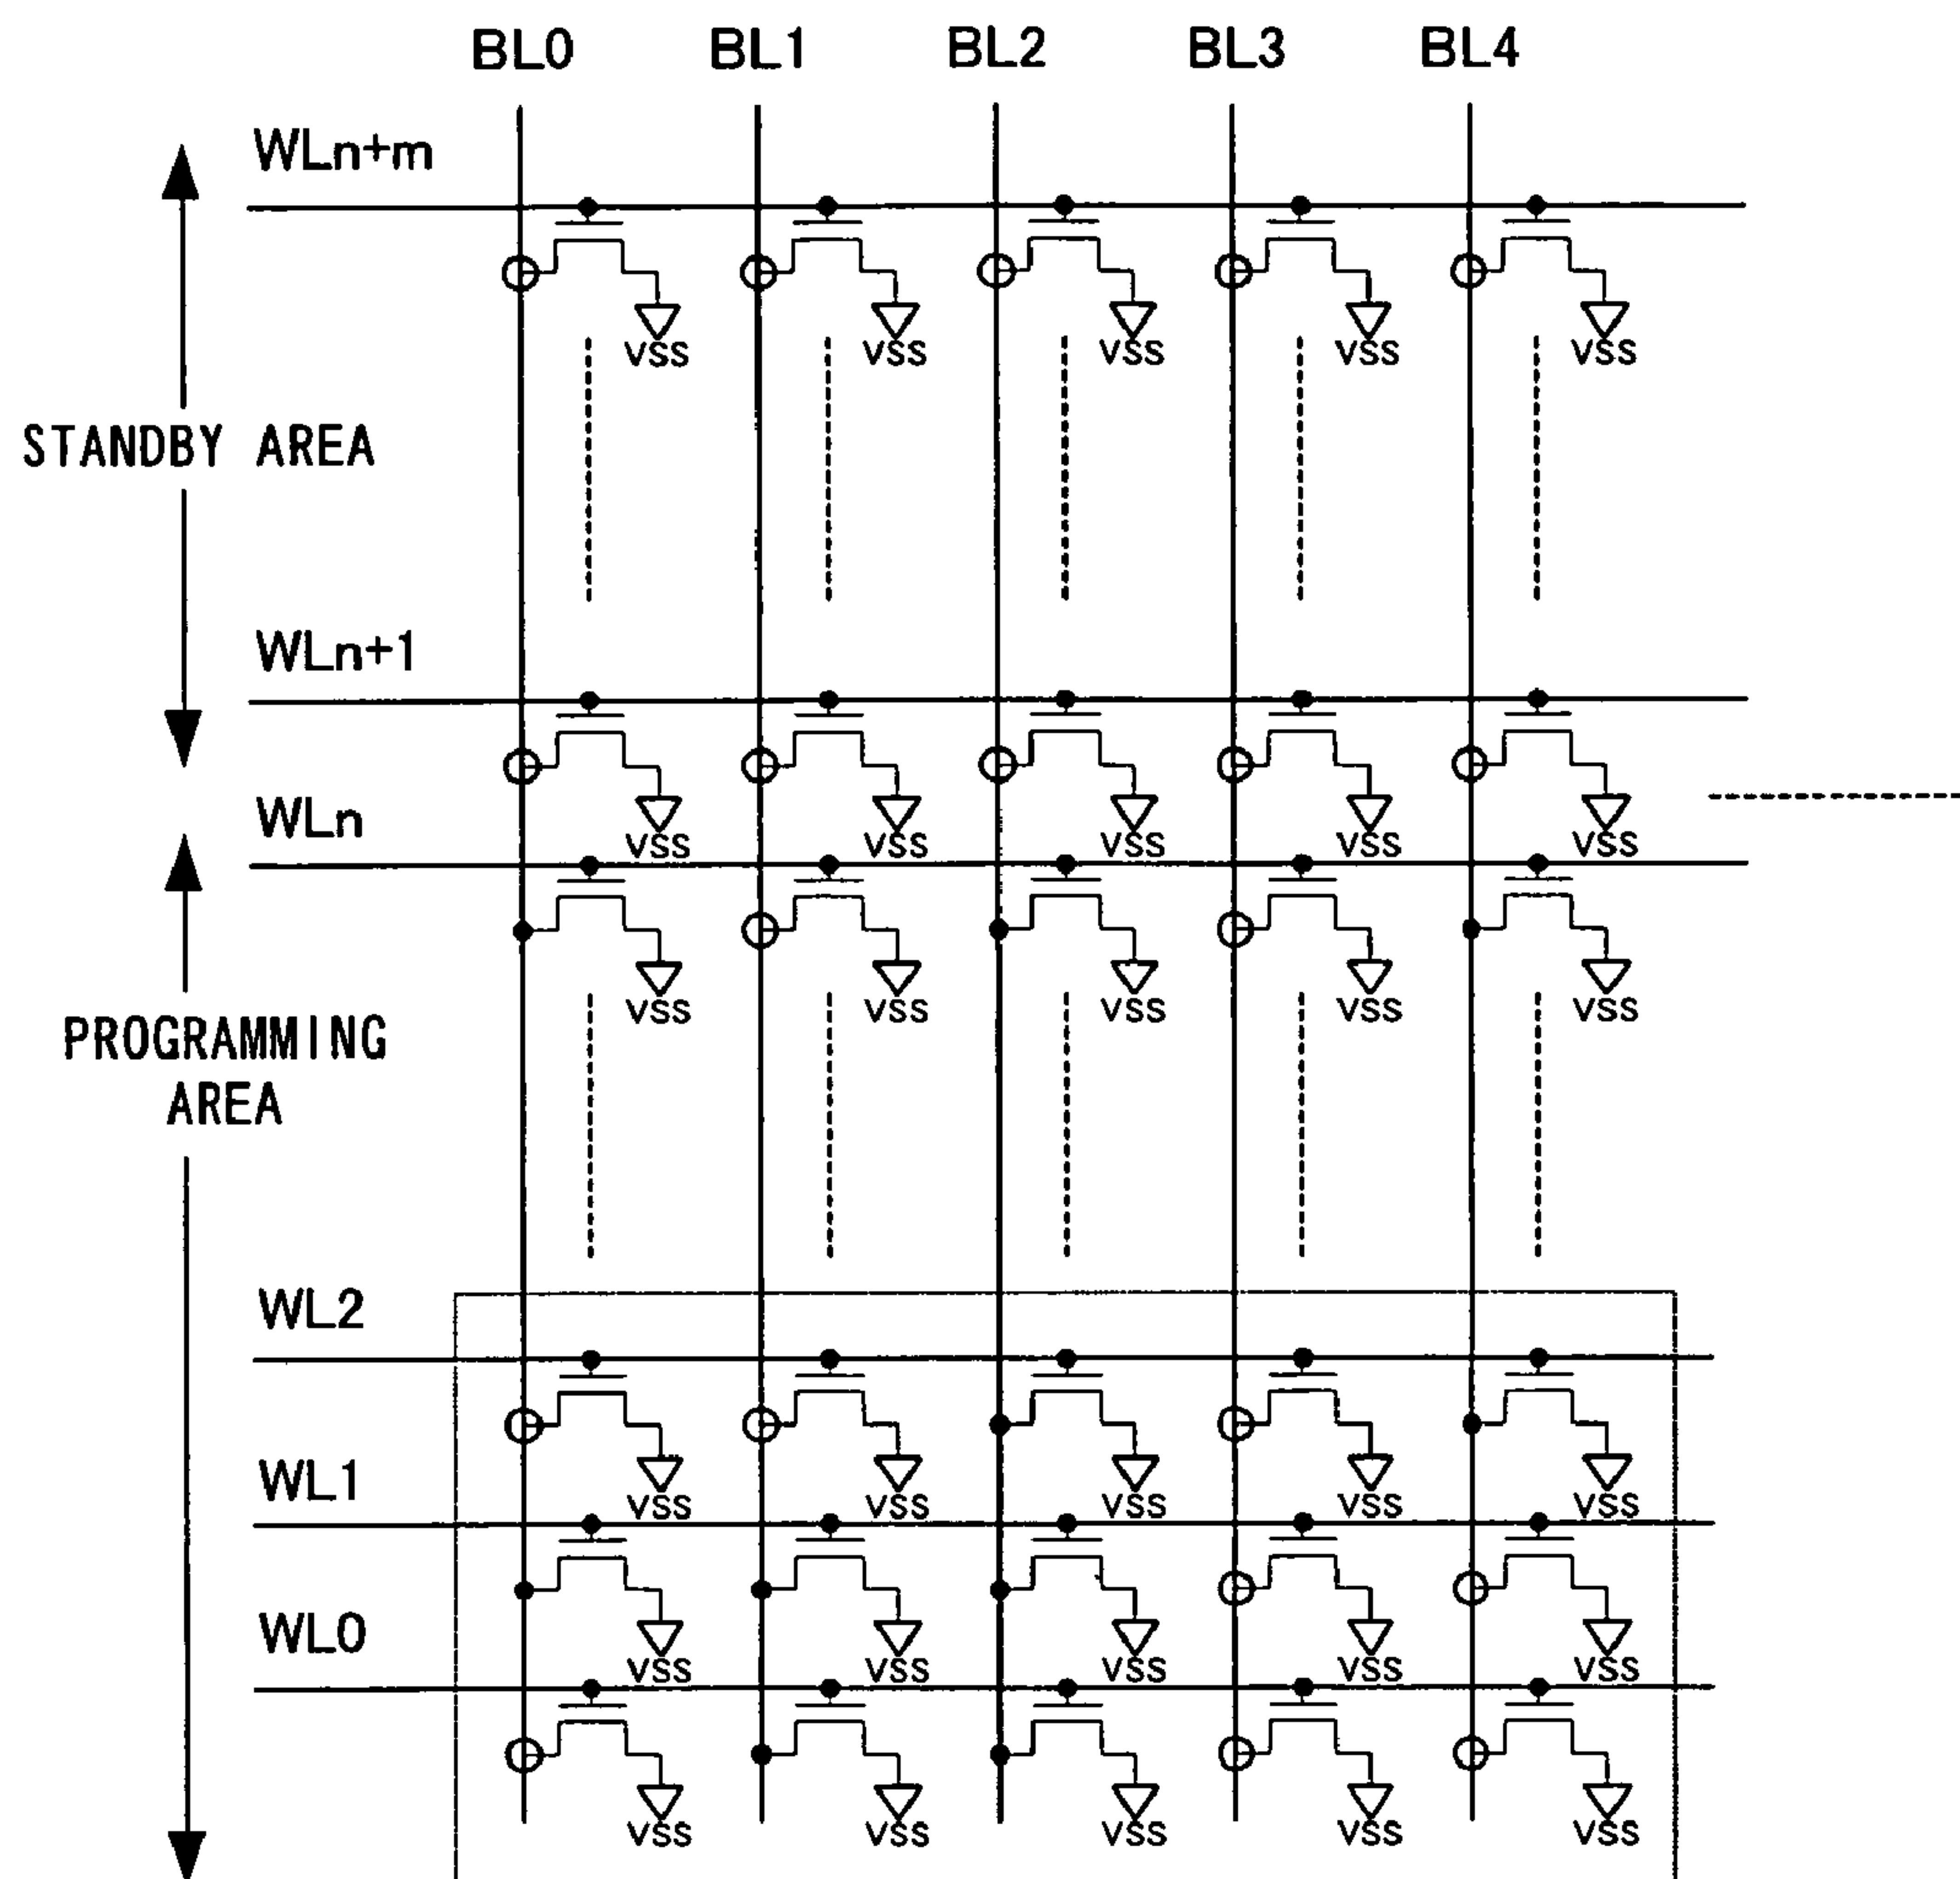 BL0 BL1 BL2 BL3 BL4
WLn+m
VSS VSS VSS VSS VSS
STANDBY AREA
WLn+1
WLn
VSS VSS VSS VSS VSS
VSS VSS VSS VSS VSS
PROGRAMMING
AREA
WL2
WL1
VSS VSS VSS VSS VSS
WL0
VSS VSS VSS VSS VSS
VSS VSS VSS VSS VSS